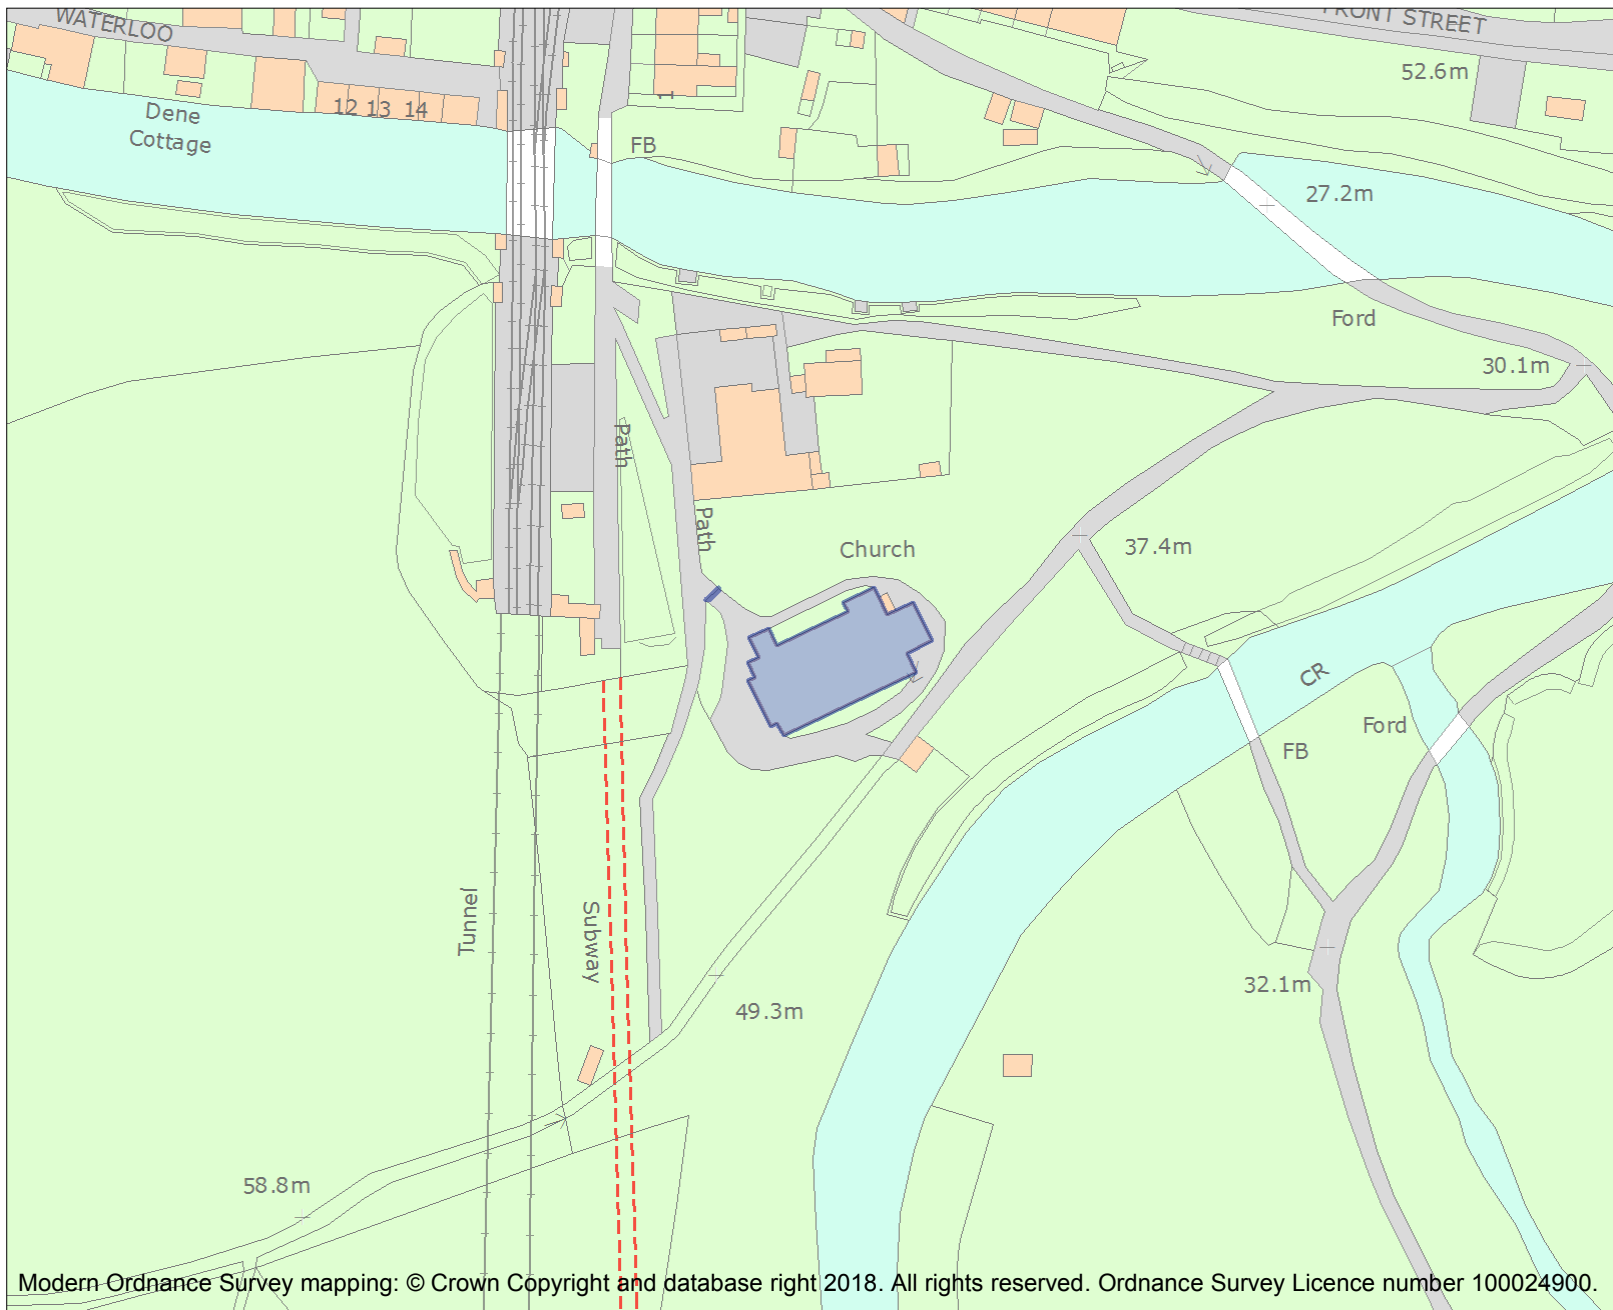 WATERLOO
FRONT STREET
52.6m
12 13 14
1
Dene
Cottage
FB
27.2m
Ford
30.1m
Path
Path
Church
37.4m
CR
Ford
FB
Tunnel
Subway
32.1m
49.3m
58.8m
Modern Ordnance Survey mapping: © Crown Copyright and database right 2018. All rights reserved. Ordnance Survey Licence number 100024900.